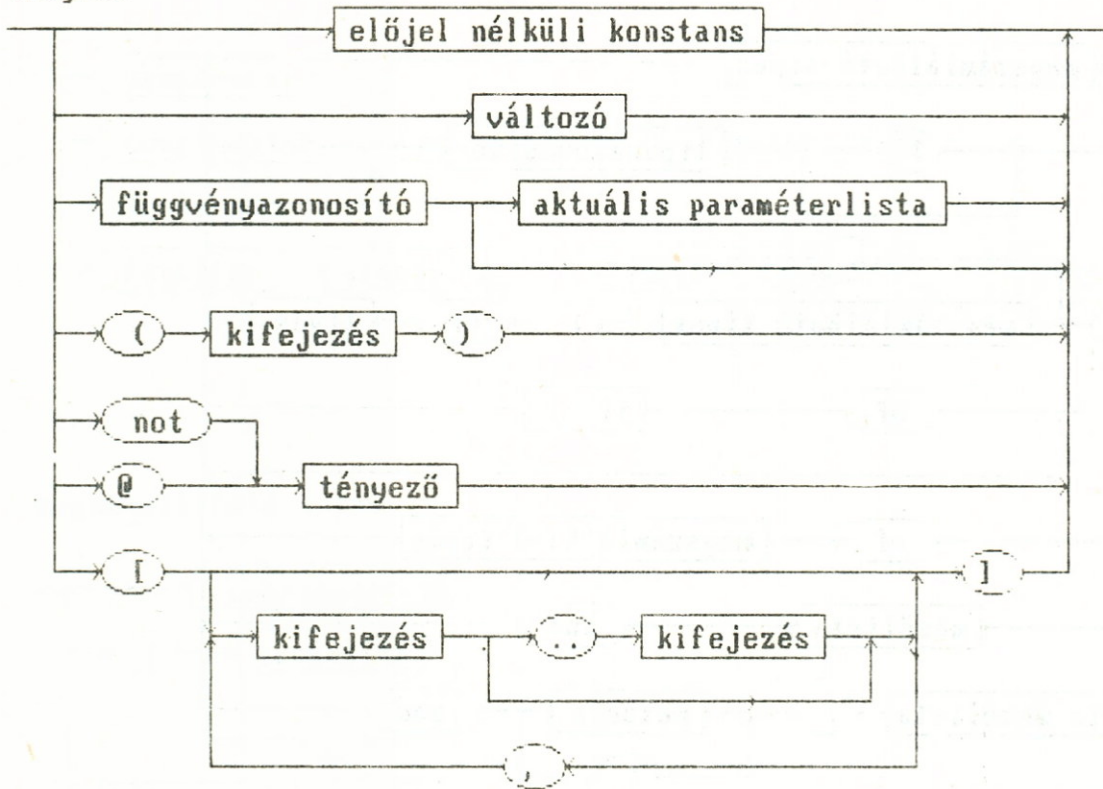 előjel nélküli konstans
változó
függvényazonosító aktuális paraméterlista
( kifejezés )
not
@ tényező
[ ]
kifejezés .. kifejezés
,